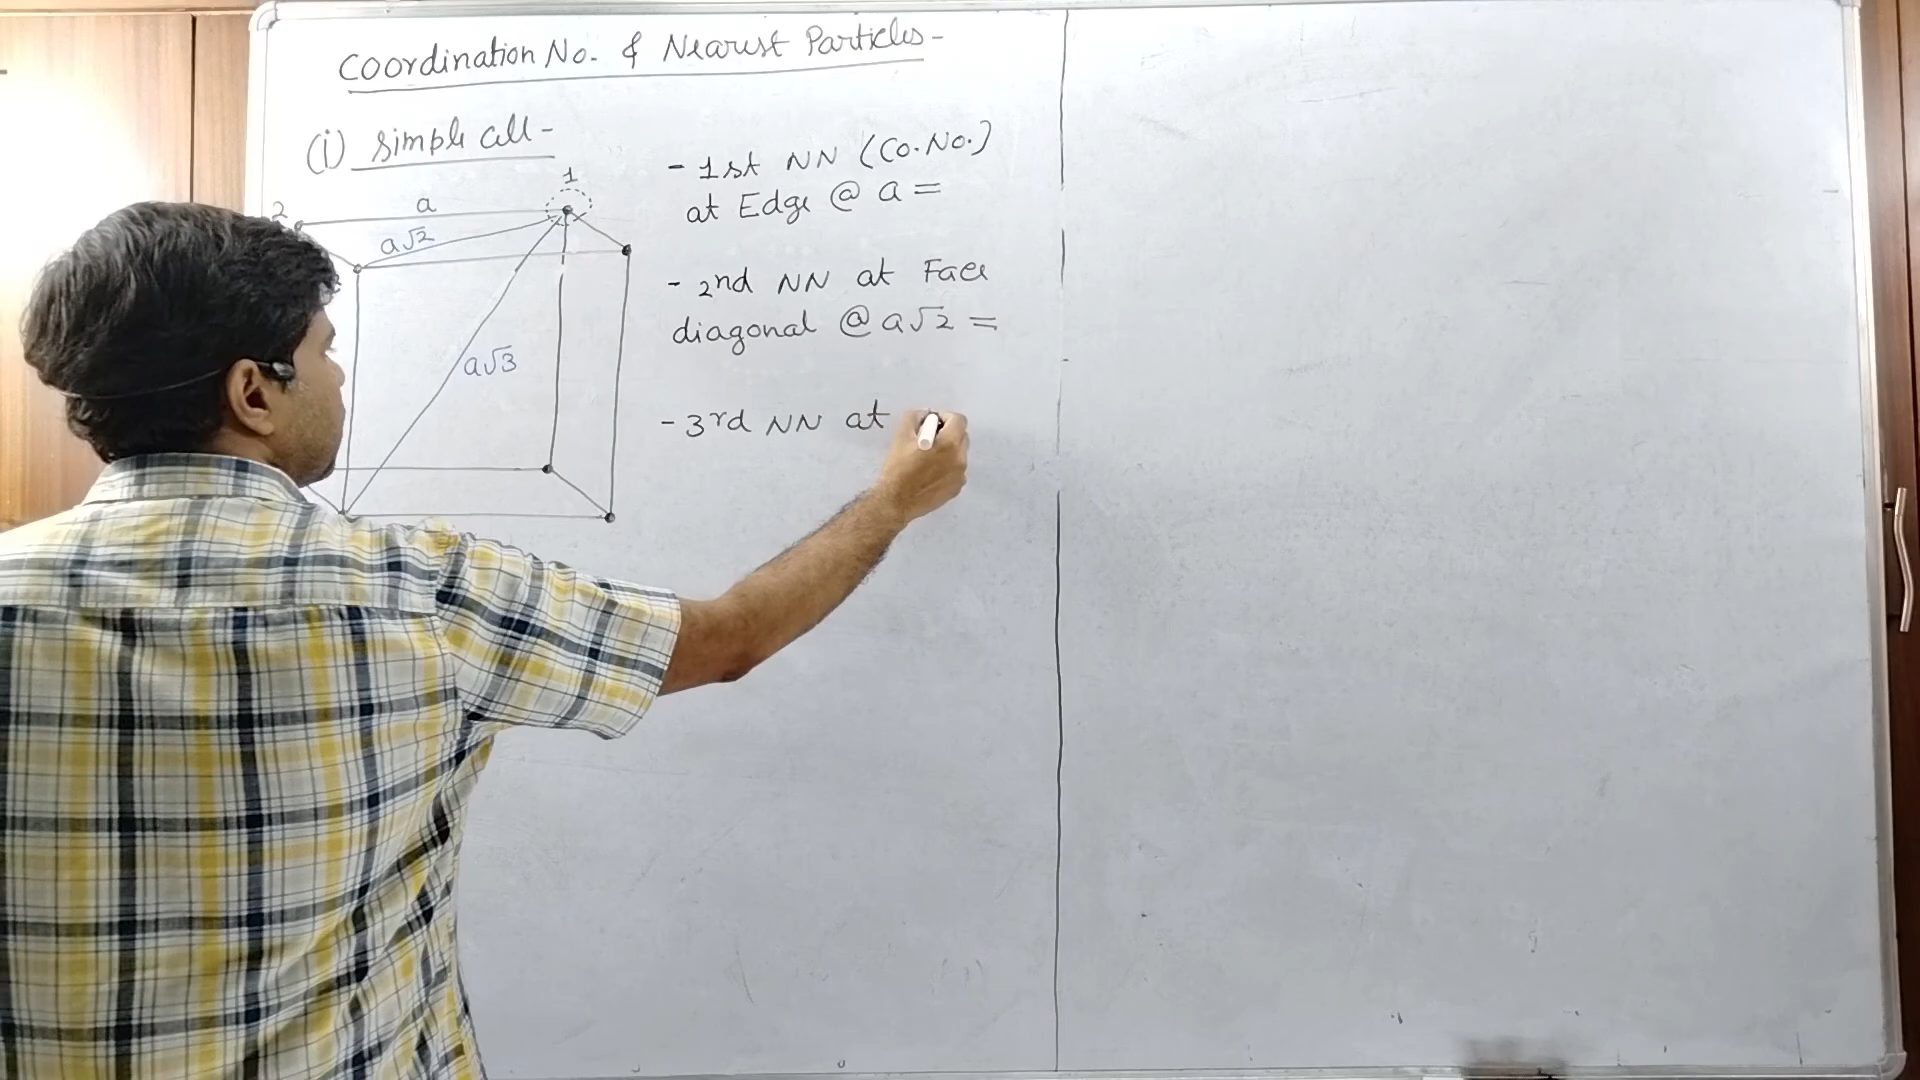 Coordination No. & Nearest Particles -
(i) simple cell -
1
2
a
a√2
a√3
- 1st NN (Co. No.)
at Edge @ a =
- 2nd NN at Face
diagonal @ a√2 =
- 3rd NN at